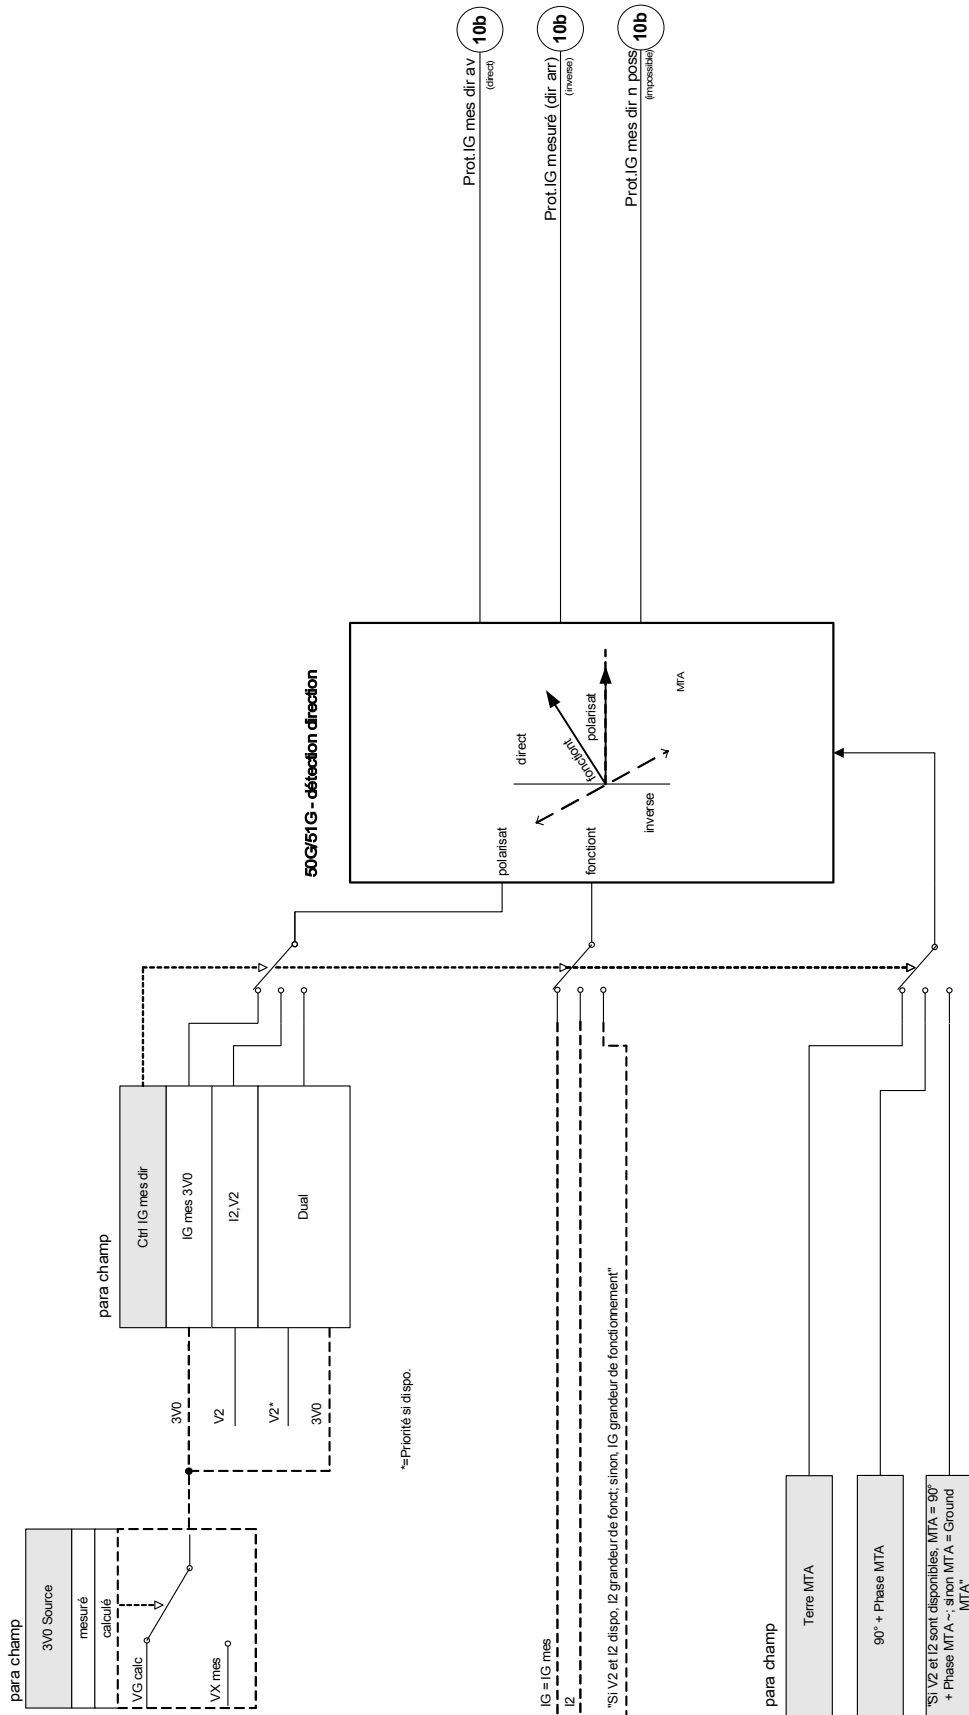 para champ
3V0 Source
mesuré
calculé
VG calc
VX mes
para champ
Ctrl IG mes dir
IG mes 3V0
I2,V2
Dual
3V0
V2
V2*
3V0
*=Priorité si dispo.
IG = IG mes
I2
"Si V2 et I2 dispo, I2 grandeur de fonct; sinon, IG grandeur de fonctionnement"
para champ
Terre MTA
90° + Phase MTA
"Si V2 et I2 sont disponibles, MTA = 90°
+ Phase MTA ~; sinon MTA = Ground
MTA"
50G/51G - détection direction
polarisat
fonctiont
direct
inverse
fonctiont
polarisat
MTA
Prot.IG mes dir av
(direct)
10b
Prot.IG mesuré (dir arr)
(inverse)
10b
Prot.IG mes dir n poss
(impossible)
10b